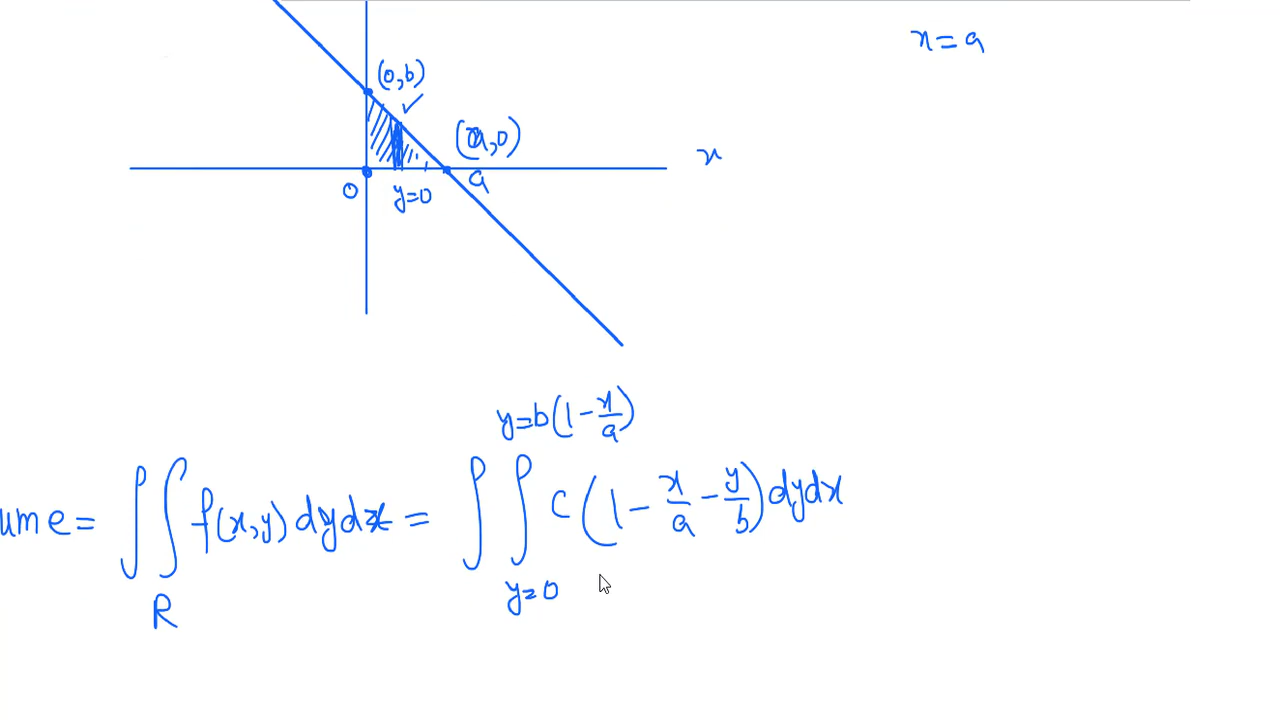 x = a
(0,b)
(a,0)
x
0
y=0
a
y=b(1-x/a)
ume = ∫∫ f(x,y) dydx = ∫∫ c(1 - x/a - y/b) dydx
R
y=0